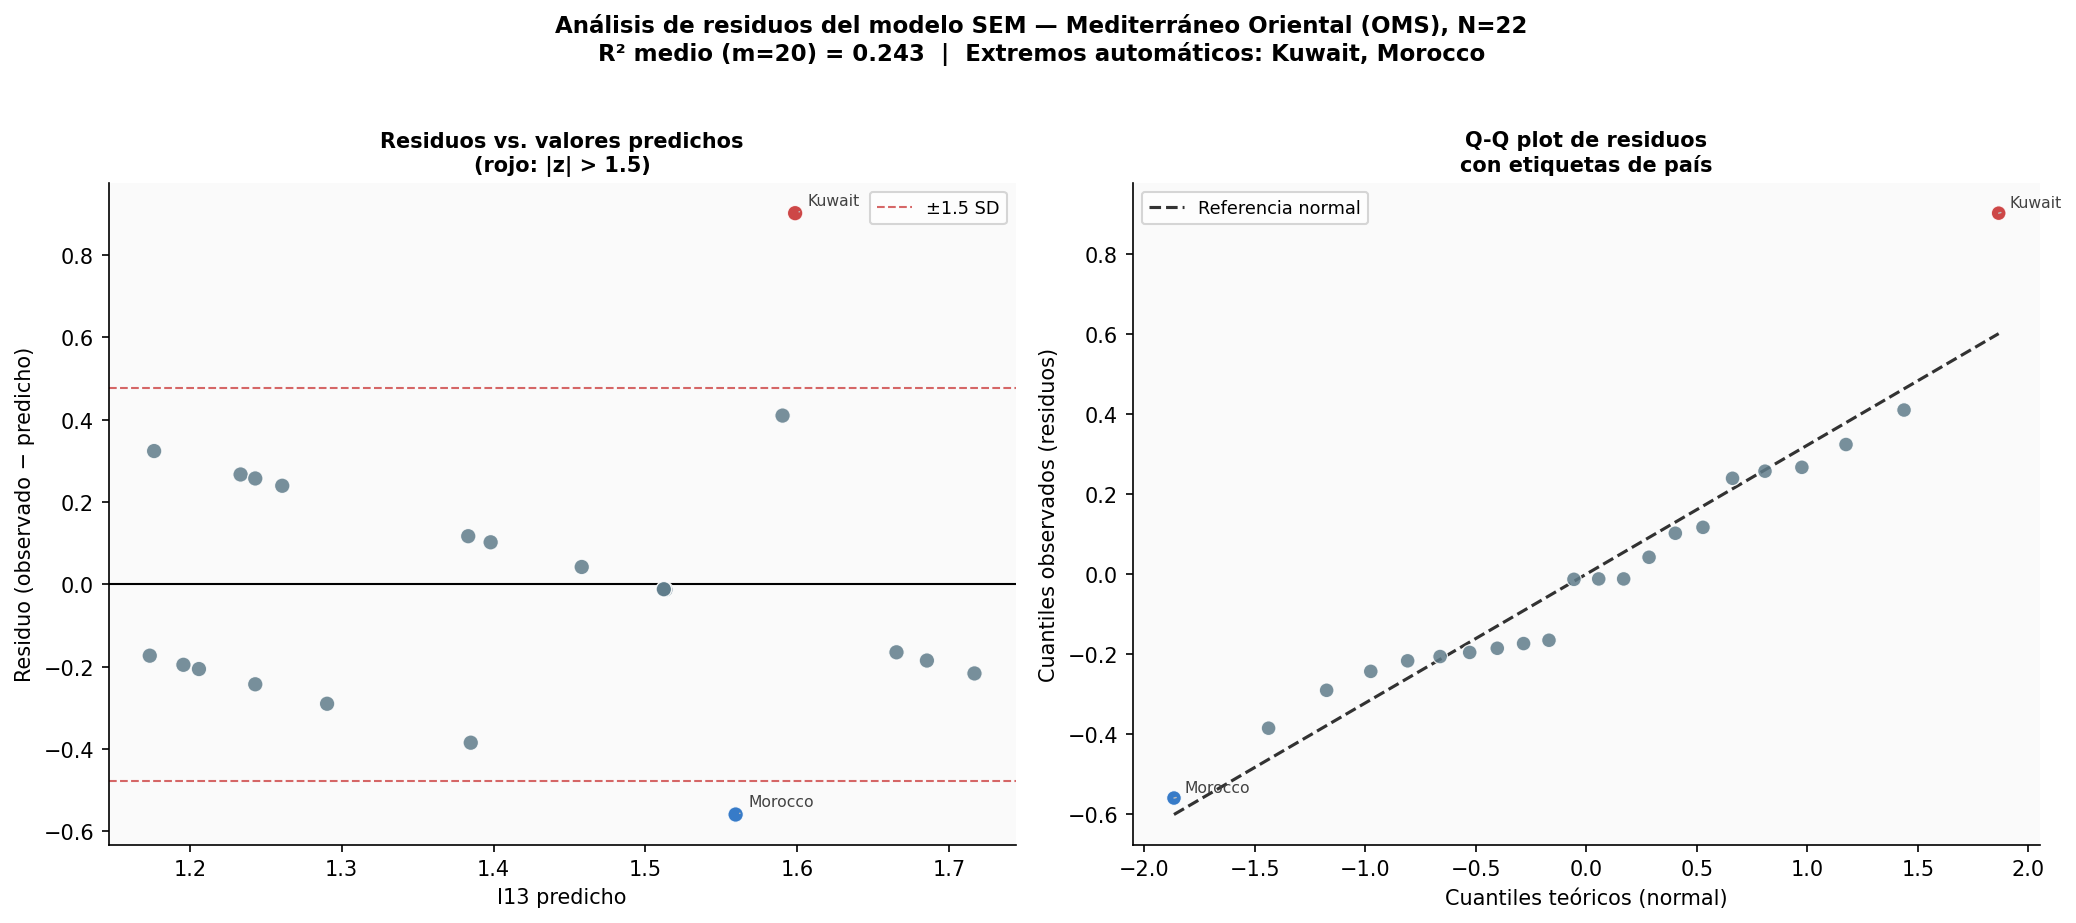 Análisis de residuos del modelo SEM — Mediterráneo Oriental (OMS), N=22
R² medio (m=20) = 0.243  |  Extremos automáticos: Kuwait, Morocco
Residuos vs. valores predichos
(rojo: |z| > 1.5)
Kuwait
±1.5 SD
Morocco
0.8
0.6
0.4
0.2
0.0
−0.2
−0.4
−0.6
Residuo (observado − predicho)
1.2 1.3 1.4 1.5 1.6 1.7
I13 predicho
Q-Q plot de residuos
con etiquetas de país
Referencia normal
Kuwait
Morocco
0.8
0.6
0.4
0.2
0.0
−0.2
−0.4
−0.6
Cuantiles observados (residuos)
−2.0 −1.5 −1.0 −0.5 0.0 0.5 1.0 1.5 2.0
Cuantiles teóricos (normal)